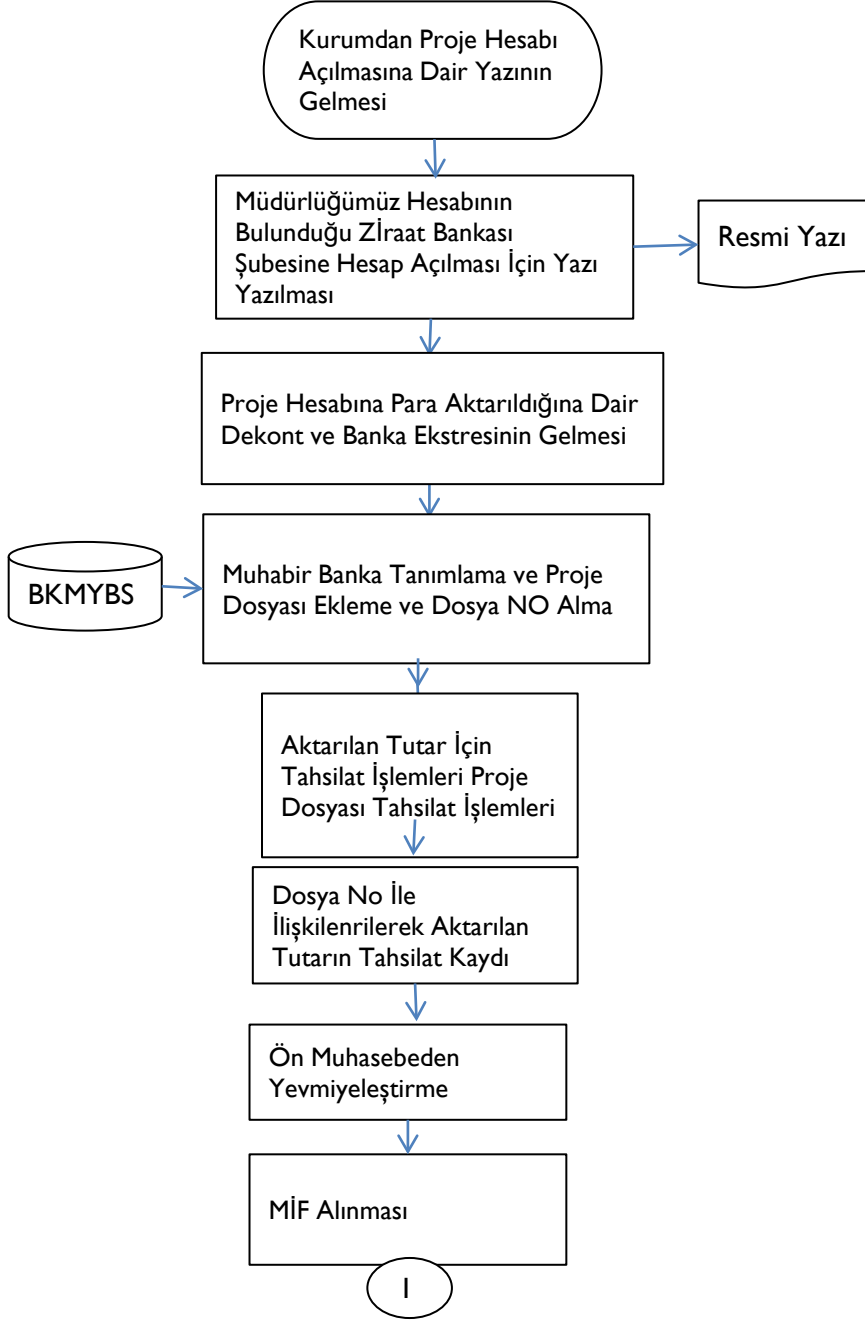 Kurumdan Proje Hesabı
Açılmasına Dair Yazının
Gelmesi
Müdürlüğümüz Hesabının
Bulunduğu Zİraat Bankası
Şubesine Hesap Açılması İçin Yazı
Yazılması
Resmi Yazı
Proje Hesabına Para Aktarıldığına Dair
Dekont ve Banka Ekstresinin Gelmesi
BKMYBS
Muhabir Banka Tanımlama ve Proje
Dosyası Ekleme ve Dosya NO Alma
Aktarılan Tutar İçin
Tahsilat İşlemleri Proje
Dosyası Tahsilat İşlemleri
Dosya No İle
İlişkilenrilerek Aktarılan
Tutarın Tahsilat Kaydı
Ön Muhasebeden
Yevmiyeleştirme
MİF Alınması
I